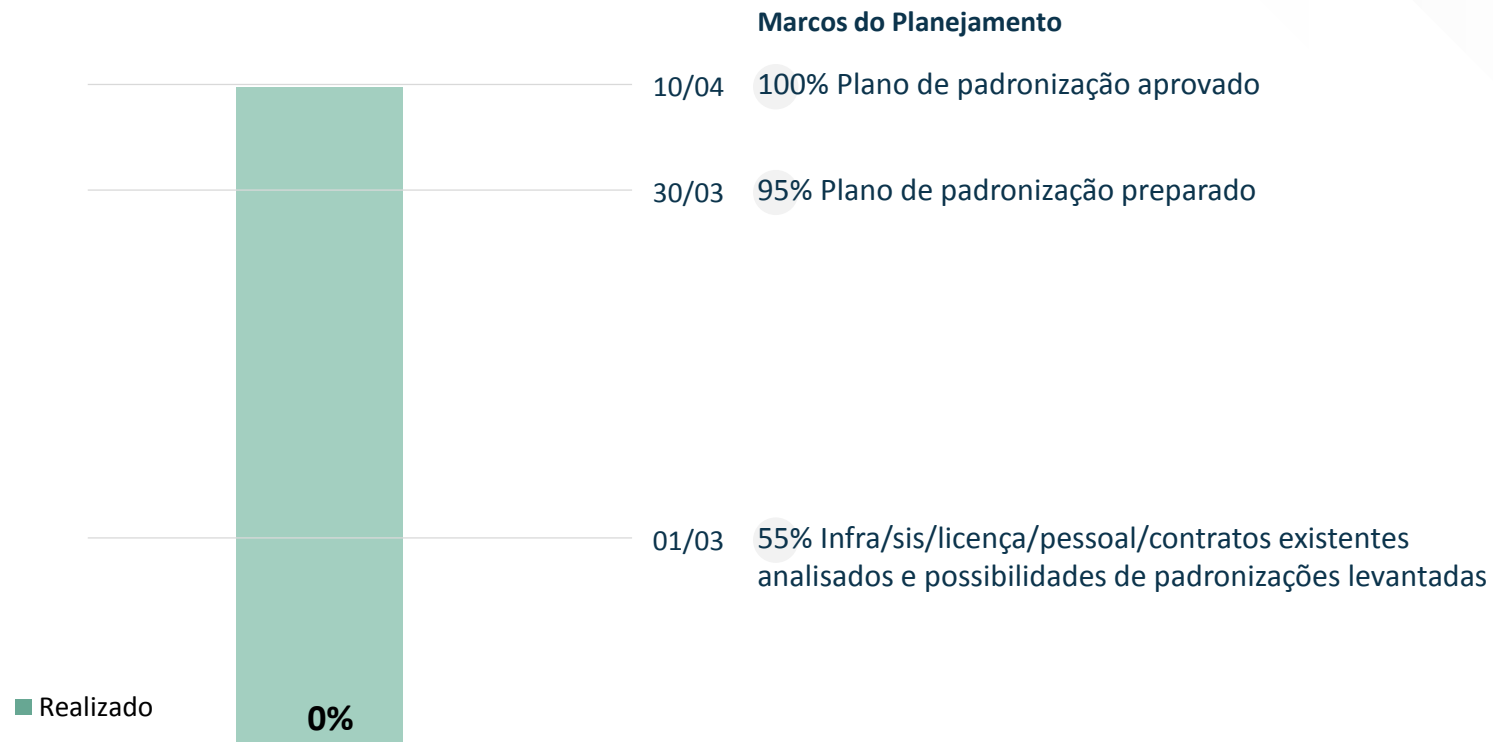 Marcos do Planejamento
10/04 100% Plano de padronização aprovado
30/03 95% Plano de padronização preparado
01/03 55% Infra/sis/licença/pessoal/contratos existentes
analisados e possibilidades de padronizações levantadas
Realizado
0%